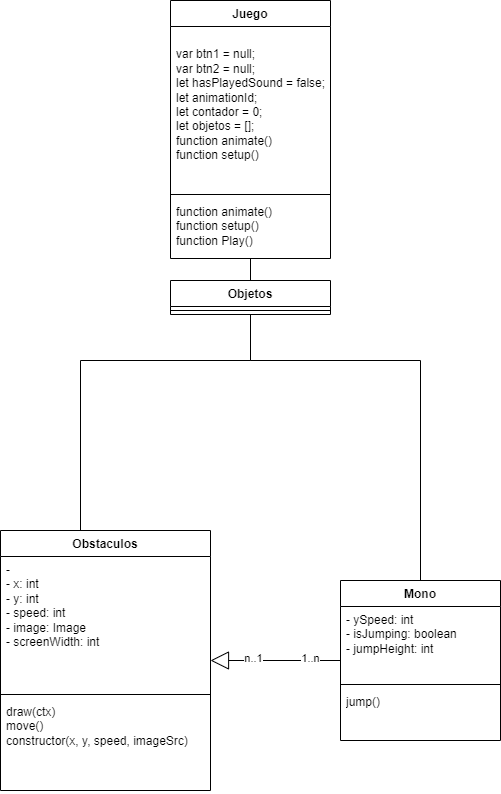 Juego
var btn1 = null;
var btn2 = null;
let hasPlayedSound = false;
let animationId;
let contador = 0;
let objetos = [];
function animate()
function setup()
function animate()
function setup()
function Play()
Objetos
Obstaculos
-
- x: int
- y: int
- speed: int
- image: Image
- screenWidth: int
draw(ctx)
move()
constructor(x, y, speed, imageSrc)
n..1
1..n
Mono
- ySpeed: int
- isJumping: boolean
- jumpHeight: int
jump()